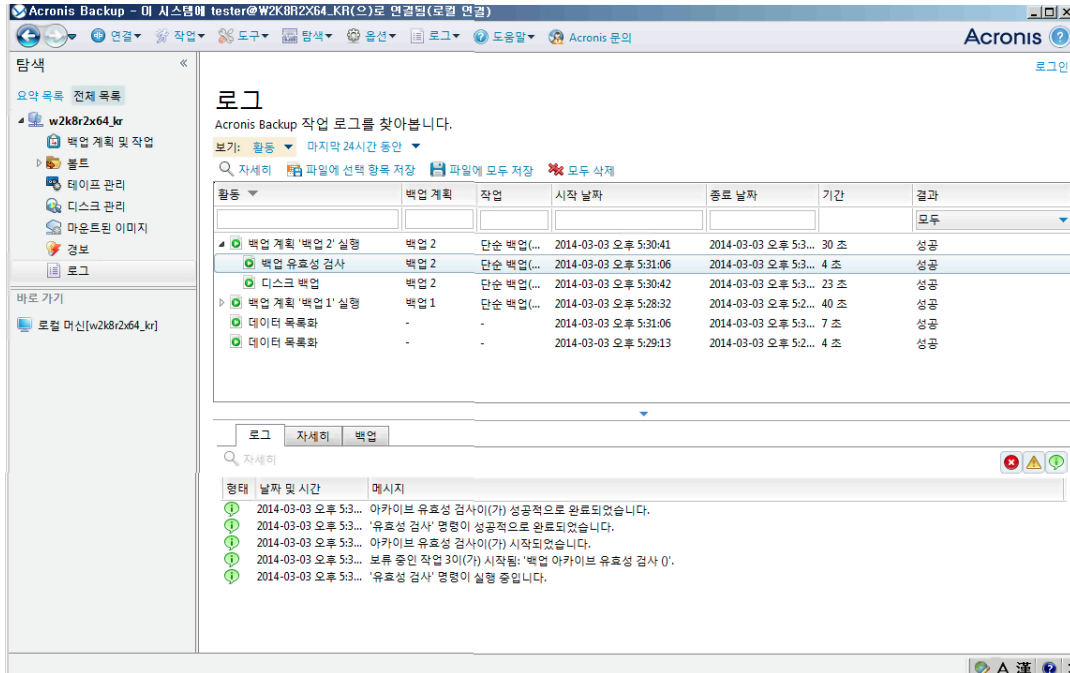 Acronis Backup - 이 시스템에 tester@W2K8R2X64_KR(으)로 연결됨(로컬 연결)
연결 작업 도구 탐색 옵션 로그 도움말 Acronis 문의 Acronis
탐색
요약 목록 전체 목록
w2k8r2x64_kr
백업 계획 및 작업
볼트
테이프 관리
디스크 관리
마운트된 이미지
경보
로그
바로 가기
로컬 머신[w2k8r2x64_kr]
로그인
로그
Acronis Backup 작업 로그를 찾아봅니다.
보기: 활동 마지막 24시간 동안
자세히 파일에 선택 항목 저장 파일에 모두 저장 모두 삭제
활동 백업 계획 작업 시작 날짜 종료 날짜 기간 결과
모두
백업 계획 '백업 2' 실행 백업 2 단순 백업(... 2014-03-03 오후 5:30:41 2014-03-03 오후 5:3... 30 초 성공
백업 유효성 검사 백업 2 단순 백업(... 2014-03-03 오후 5:31:06 2014-03-03 오후 5:3... 4 초 성공
디스크 백업 백업 2 단순 백업(... 2014-03-03 오후 5:30:42 2014-03-03 오후 5:3... 23 초 성공
백업 계획 '백업 1' 실행 백업 1 단순 백업(... 2014-03-03 오후 5:28:32 2014-03-03 오후 5:2... 40 초 성공
데이터 목록화 - - 2014-03-03 오후 5:31:06 2014-03-03 오후 5:3... 7 초 성공
데이터 목록화 - - 2014-03-03 오후 5:29:13 2014-03-03 오후 5:2... 4 초 성공
로그 자세히 백업
자세히
형태 날짜 및 시간 메시지
2014-03-03 오후 5:3... 아카이브 유효성 검사이(가) 성공적으로 완료되었습니다.
2014-03-03 오후 5:3... '유효성 검사' 명령이 성공적으로 완료되었습니다.
2014-03-03 오후 5:3... 아카이브 유효성 검사이(가) 시작되었습니다.
2014-03-03 오후 5:3... 보류 중인 작업 3이(가) 시작됨: '백업 아카이브 유효성 검사 ()'.
2014-03-03 오후 5:3... '유효성 검사' 명령이 실행 중입니다.
A 漢